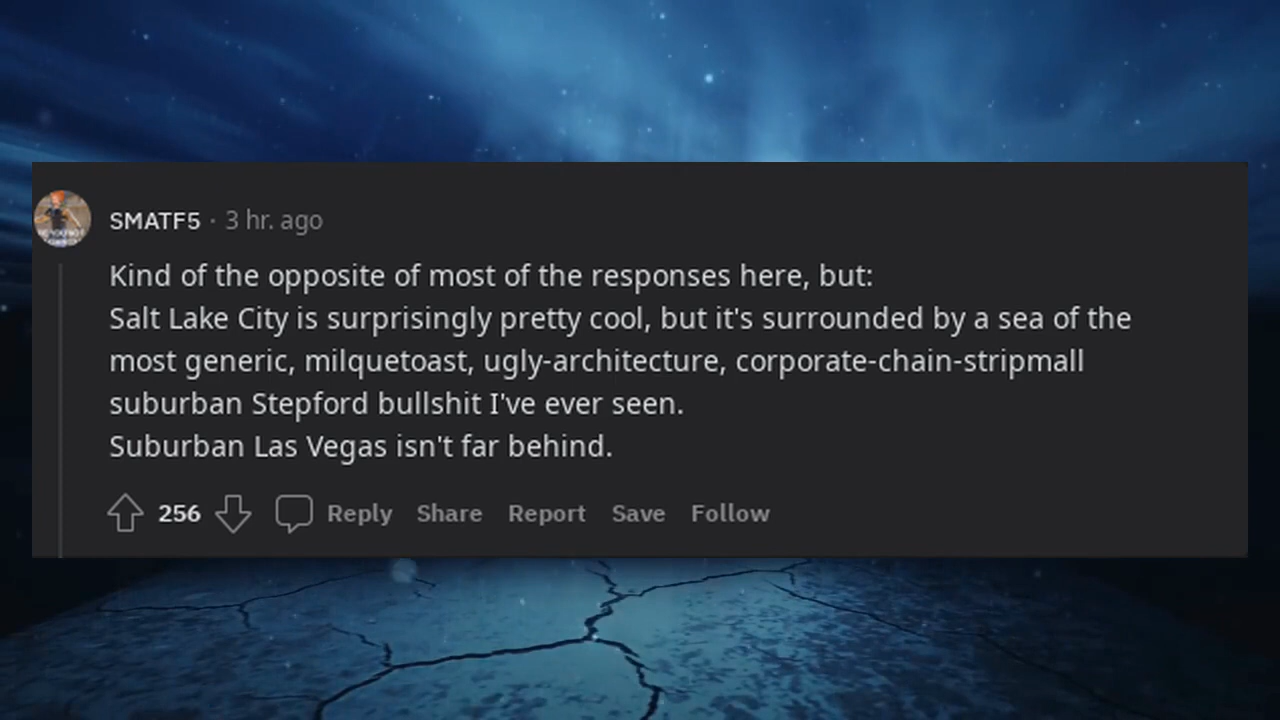 SMATF5 · 3 hr. ago
Kind of the opposite of most of the responses here, but:
Salt Lake City is surprisingly pretty cool, but it's surrounded by a sea of the
most generic, milquetoast, ugly-architecture, corporate-chain-stripmall
suburban Stepford bullshit I've ever seen.
Suburban Las Vegas isn't far behind.
256 Reply Share Report Save Follow